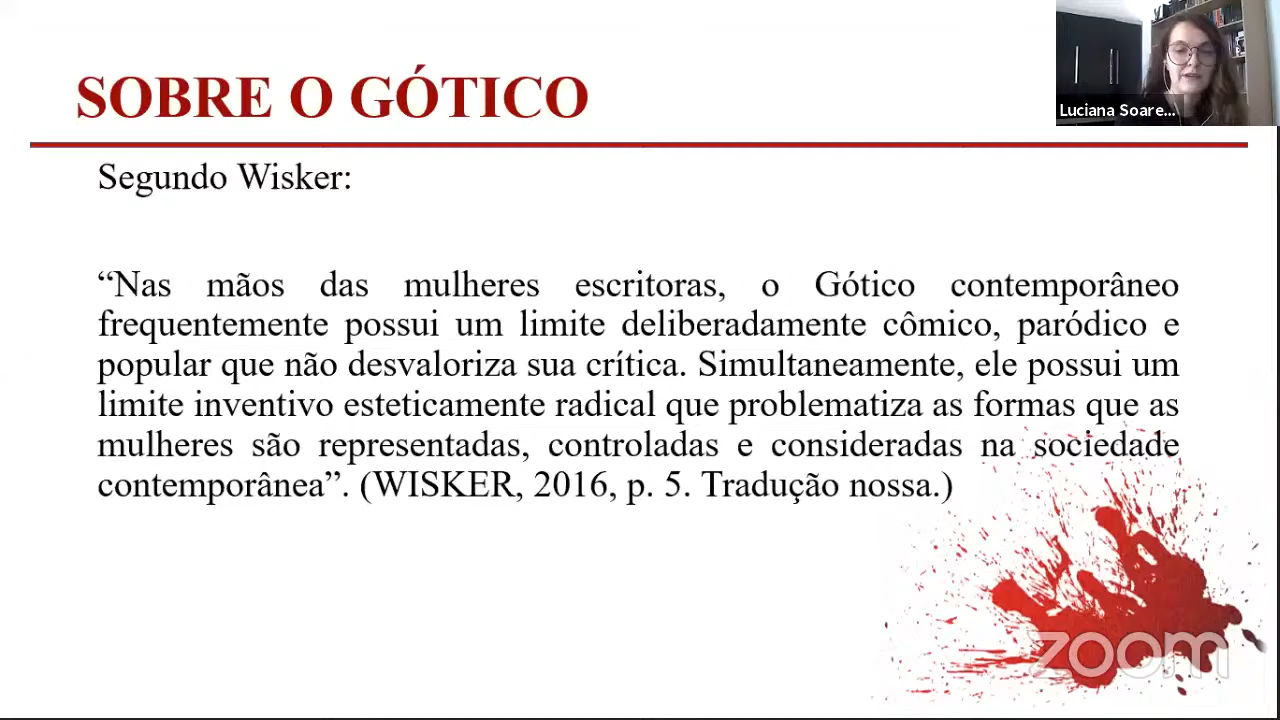 SOBRE O GÓTICO
Luciana Soare...
Segundo Wisker:
“Nas mãos das mulheres escritoras, o Gótico contemporâneo
frequentemente possui um limite deliberadamente cômico, paródico e
popular que não desvaloriza sua crítica. Simultaneamente, ele possui um
limite inventivo esteticamente radical que problematiza as formas que as
mulheres são representadas, controladas e consideradas na sociedade
contemporânea”. (WISKER, 2016, p. 5. Tradução nossa.)
zoom